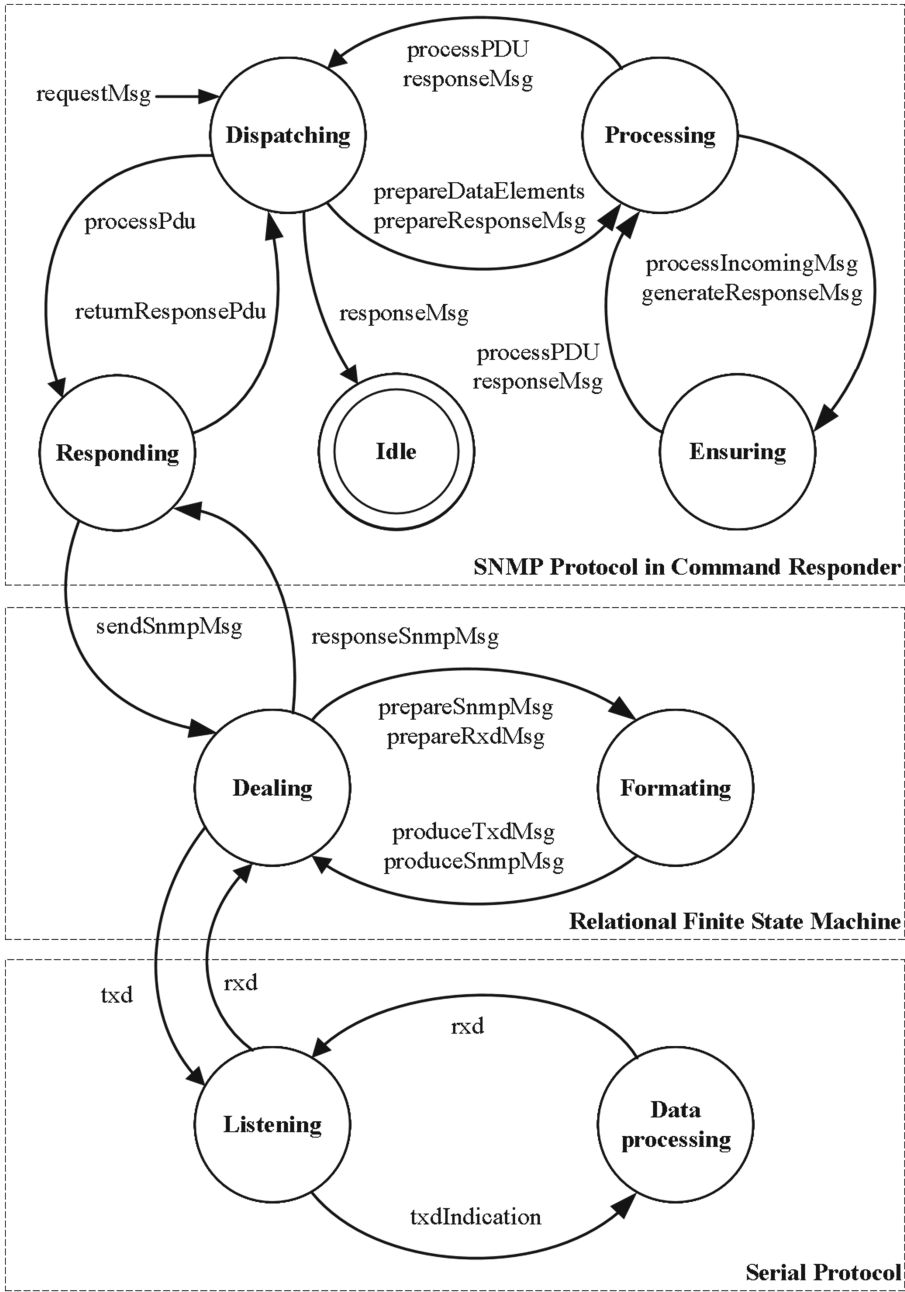 processPDU
responseMsg
requestMsg
Dispatching
Processing
prepareDataElements
prepareResponseMsg
processPdu
processIncomingMsg
generateResponseMsg
returnResponsePdu
responseMsg
processPDU
responseMsg
Responding
Idle
Ensuring
SNMP Protocol in Command Responder
sendSnmpMsg
responseSnmpMsg
prepareSnmpMsg
prepareRxdMsg
Dealing
Formating
produceTxdMsg
produceSnmpMsg
Relational Finite State Machine
txd
rxd
rxd
Listening
Data
processing
txdIndication
Serial Protocol